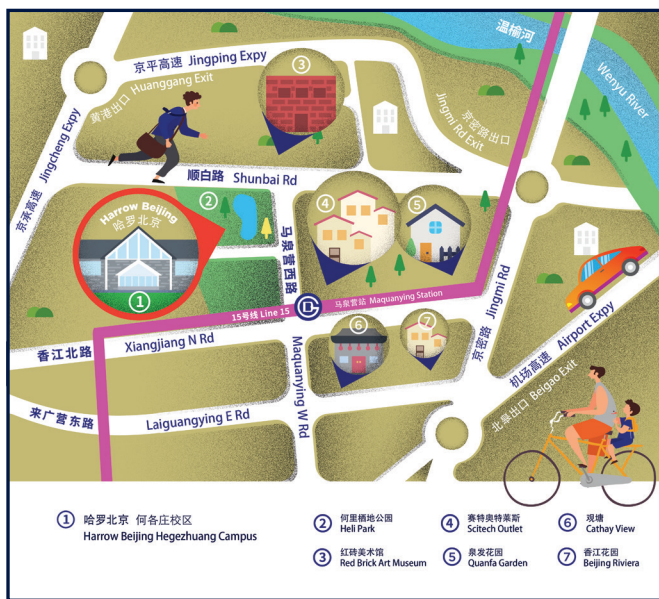 温榆河
Wenyu River
京平高速 Jingping Expy
黄港出口 Huanggang Exit
③
京密路出口
Jingmi Rd Exit
京承高速 Jingcheng Expy
顺白路 Shunbai Rd
②
④
⑤
Harrow Beijing
哈罗北京
①
马泉营西路
Maquanying W Rd
15号线 Line 15
马泉营站 Maquanying Station
京密路 Jingmi Rd
机场高速 Airport Expy
北皋出口 Beigao Exit
⑥
⑦
香江北路 Xiangjiang N Rd
来广营东路 Laiguangying E Rd
① 哈罗北京 何各庄校区
Harrow Beijing Hegezhuang Campus
② 何里栖地公园
Heli Park
③ 红砖美术馆
Red Brick Art Museum
④ 赛特奥特莱斯
Scitech Outlet
⑤ 泉发花园
Quanfa Garden
⑥ 观塘
Cathay View
⑦ 香江花园
Beijing Riviera